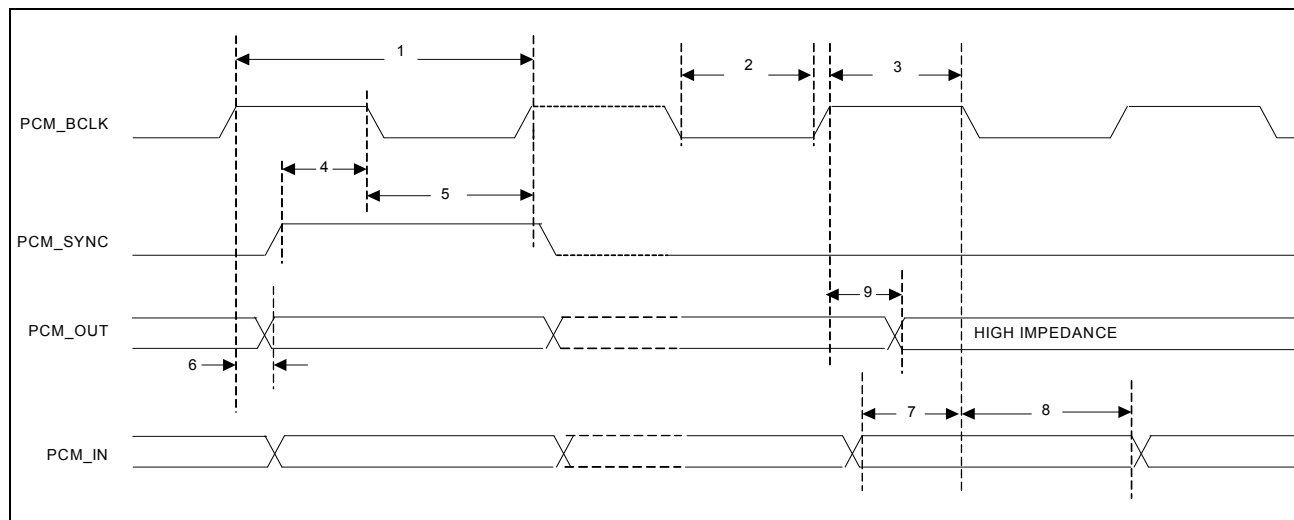 1
2
3
PCM_BCLK
4
5
PCM_SYNC
9
PCM_OUT
HIGH IMPEDANCE
6
7
8
PCM_IN